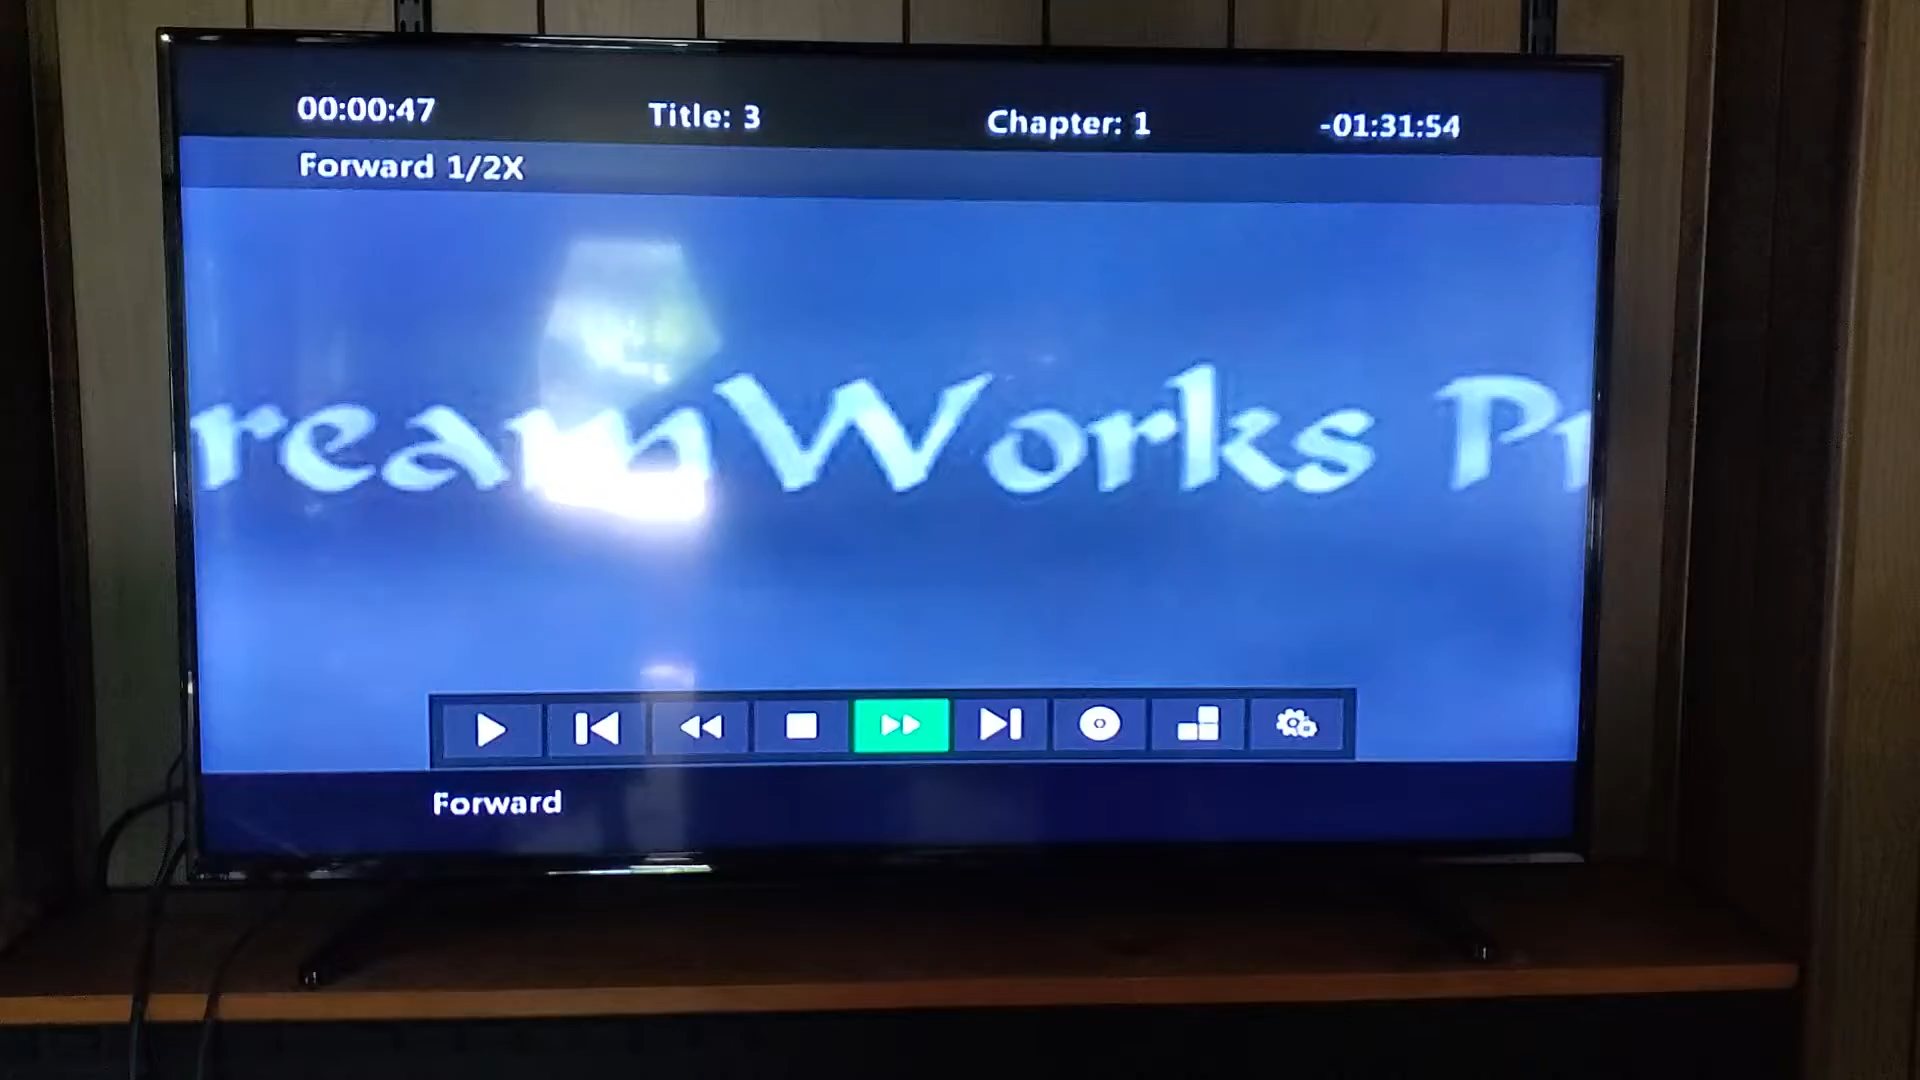 00:00:47 Title: 3 Chapter: 1 -01:31:54
Forward 1/2X
reamWorks Pr
Forward